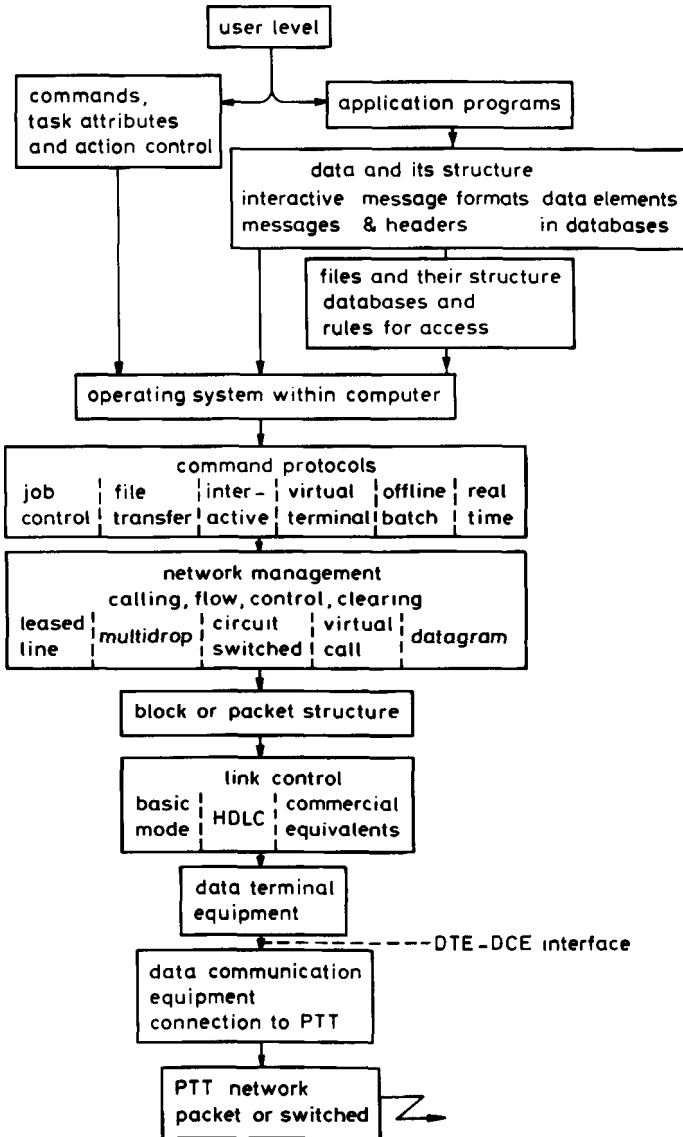 user level
commands,
task attributes
and action control
application programs
data and its structure
interactive message formats data elements
messages & headers in databases
files and their structure
databases and
rules for access
operating system within computer
command protocols
job file inter- virtual offline real
control transfer active terminal batch time
network management
calling, flow, control, clearing
leased multidrop circuit virtual datagram
line switched call
block or packet structure
link control
basic HDLC commercial
mode equivalents
data terminal
equipment
DTE-DCE interface
data communication
equipment
connection to PTT
PTT network
packet or switched